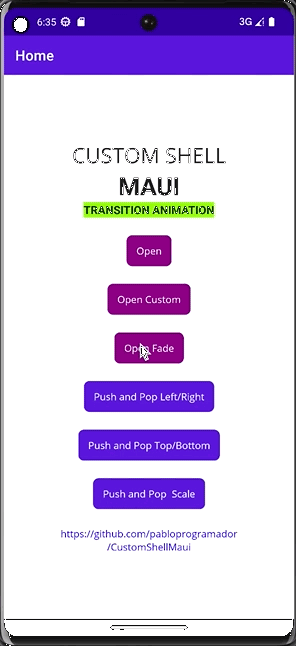 6:35
3G
Home
CUSTOM SHELL
MAUI
TRANSITION ANIMATION
Open
Open Custom
Open Fade
Push and Pop Left/Right
Push and Pop Top/Bottom
Push and Pop  Scale
https://github.com/pabloprogramador
/CustomShellMaui